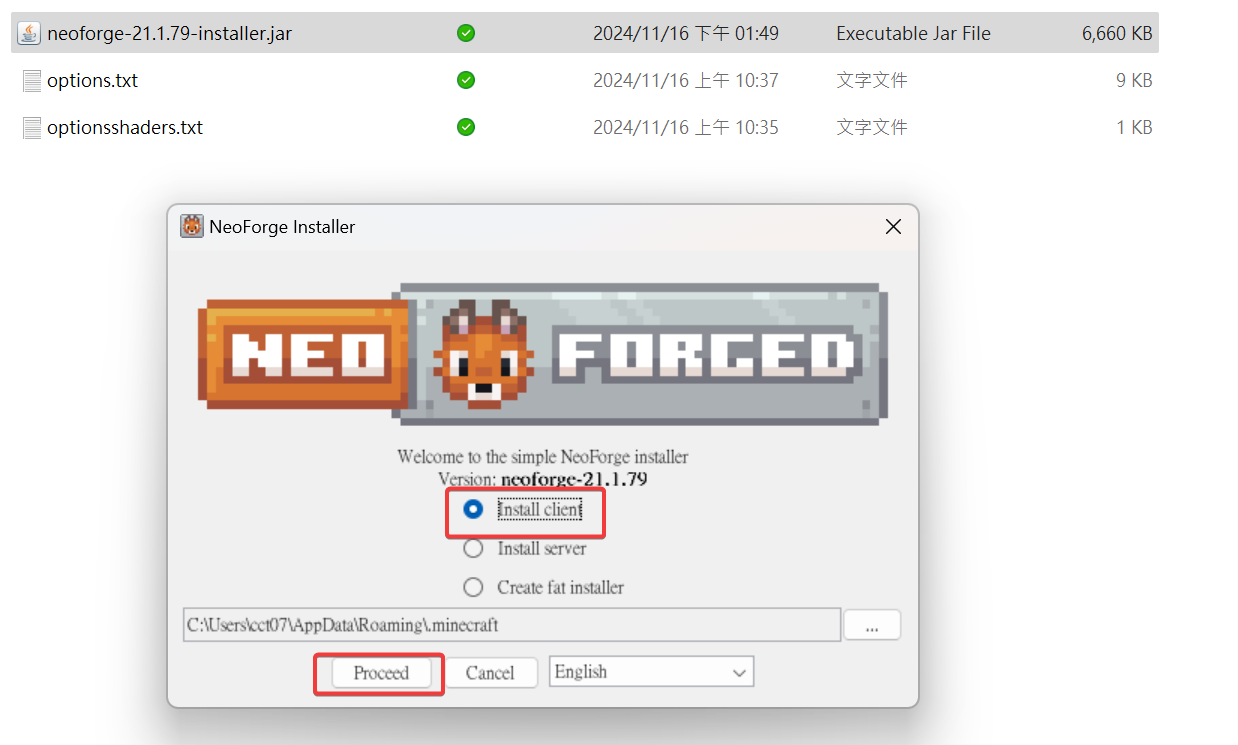 neoforge-21.1.79-installer.jar 2024/11/16 下午 01:49 Executable Jar File 6,660 KB
options.txt 2024/11/16 上午 10:37 文字文件 9 KB
optionsshaders.txt 2024/11/16 上午 10:35 文字文件 1 KB
NeoForge Installer
NEO FORGED
Welcome to the simple NeoForge installer
Version: neoforge-21.1.79
Install client
Install server
Create fat installer
C:\Users\cct07\AppData\Roaming\.minecraft ...
Proceed Cancel English